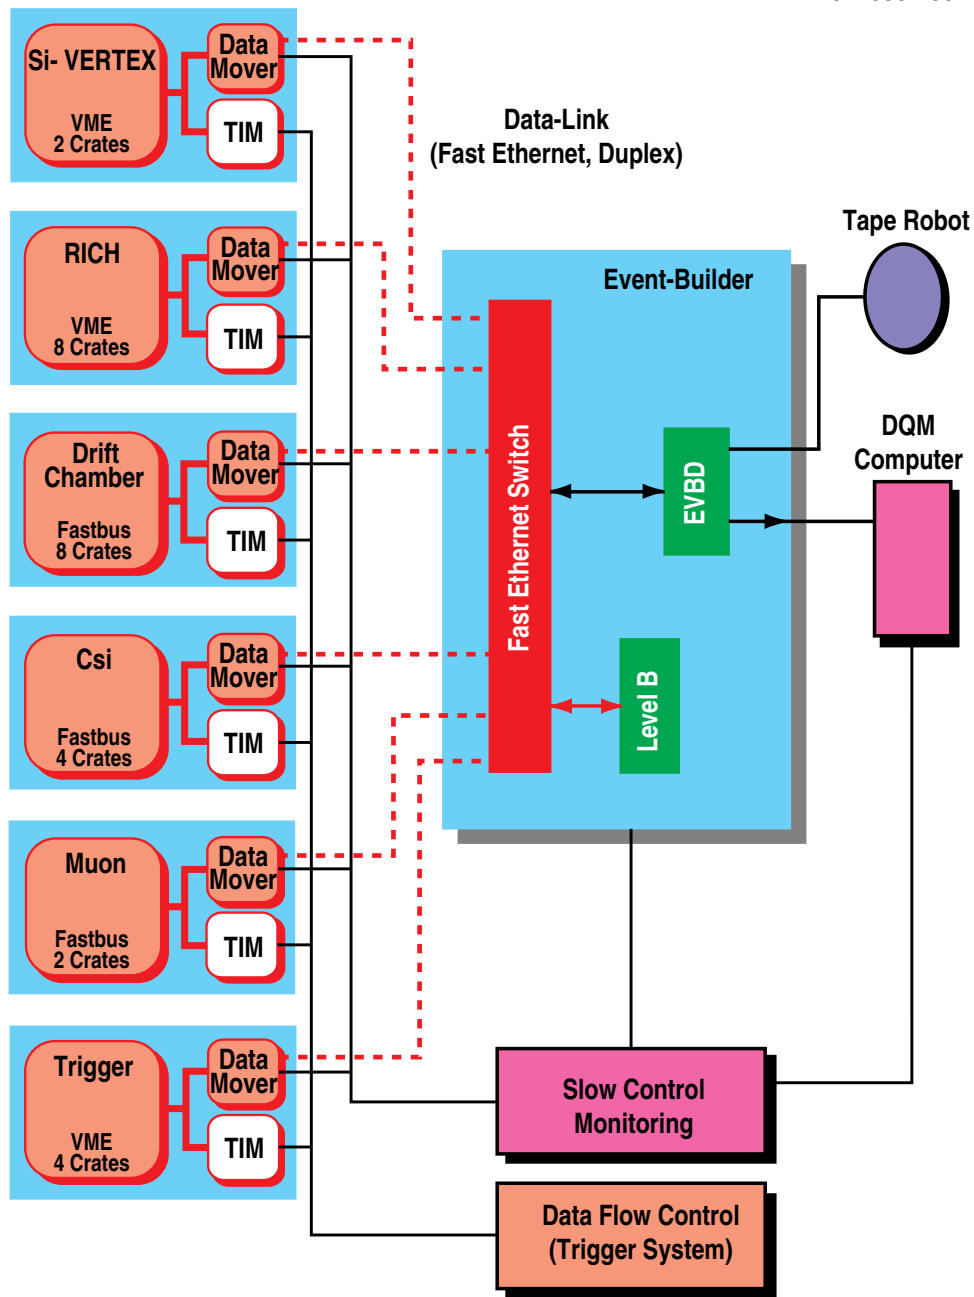 Si- VERTEX
VME
2 Crates
Data
Mover
TIM
Data-Link
(Fast Ethernet, Duplex)
RICH
VME
8 Crates
Data
Mover
TIM
Event-Builder
Tape Robot
Drift
Chamber
Fastbus
8 Crates
Data
Mover
TIM
Fast Ethernet Switch
EVBD
DQM
Computer
Csi
Fastbus
4 Crates
Data
Mover
TIM
Level B
Muon
Fastbus
2 Crates
Data
Mover
TIM
Trigger
VME
4 Crates
Data
Mover
TIM
Slow Control
Monitoring
Data Flow Control
(Trigger System)